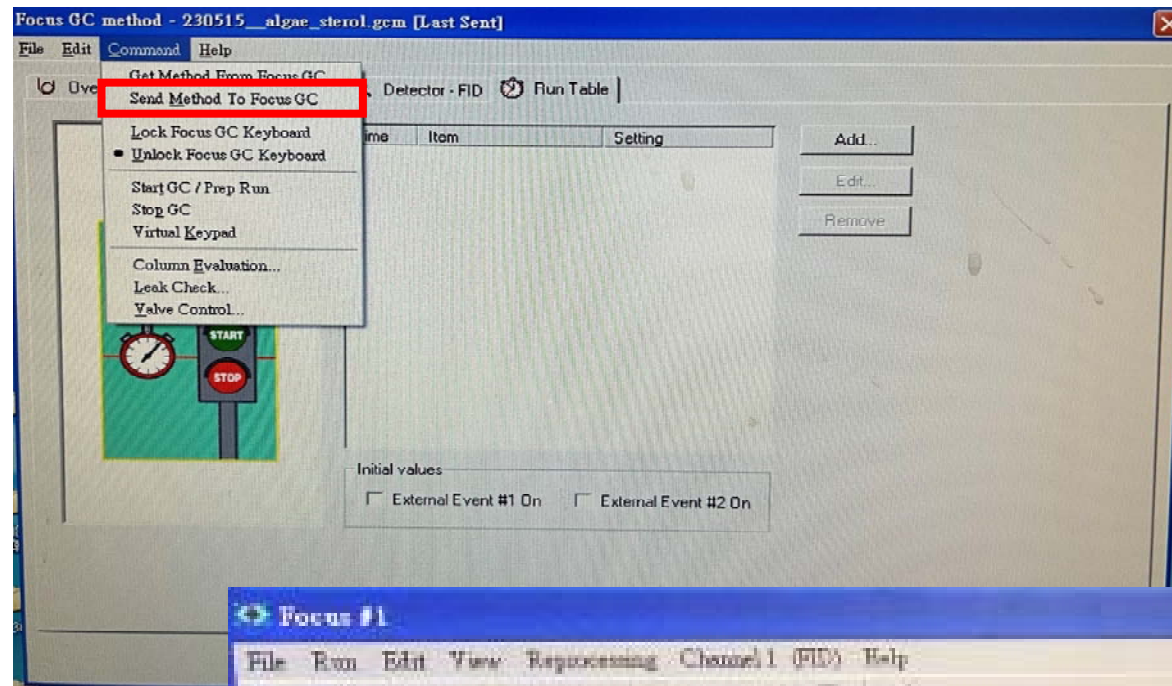 Focus GC method - 230515__algae_sterol.gcm [Last Sent]
File Edit Command Help
Get Method From Focus GC
Ove
Detector - FID
Run Table
Send Method To Focus GC
Lock Focus GC Keyboard
Item
Setting
Add...
Unlock Focus GC Keyboard
Edit...
Start GC / Prep Run
Stop GC
Remove
Virtual Keypad
Column Evaluation...
Leak Check...
Valve Control...
START
STOP
Initial values
External Event #1 On External Event #2 On
Focus #1
File Run Edit View Reprocessing Channel 1 (FID) Help